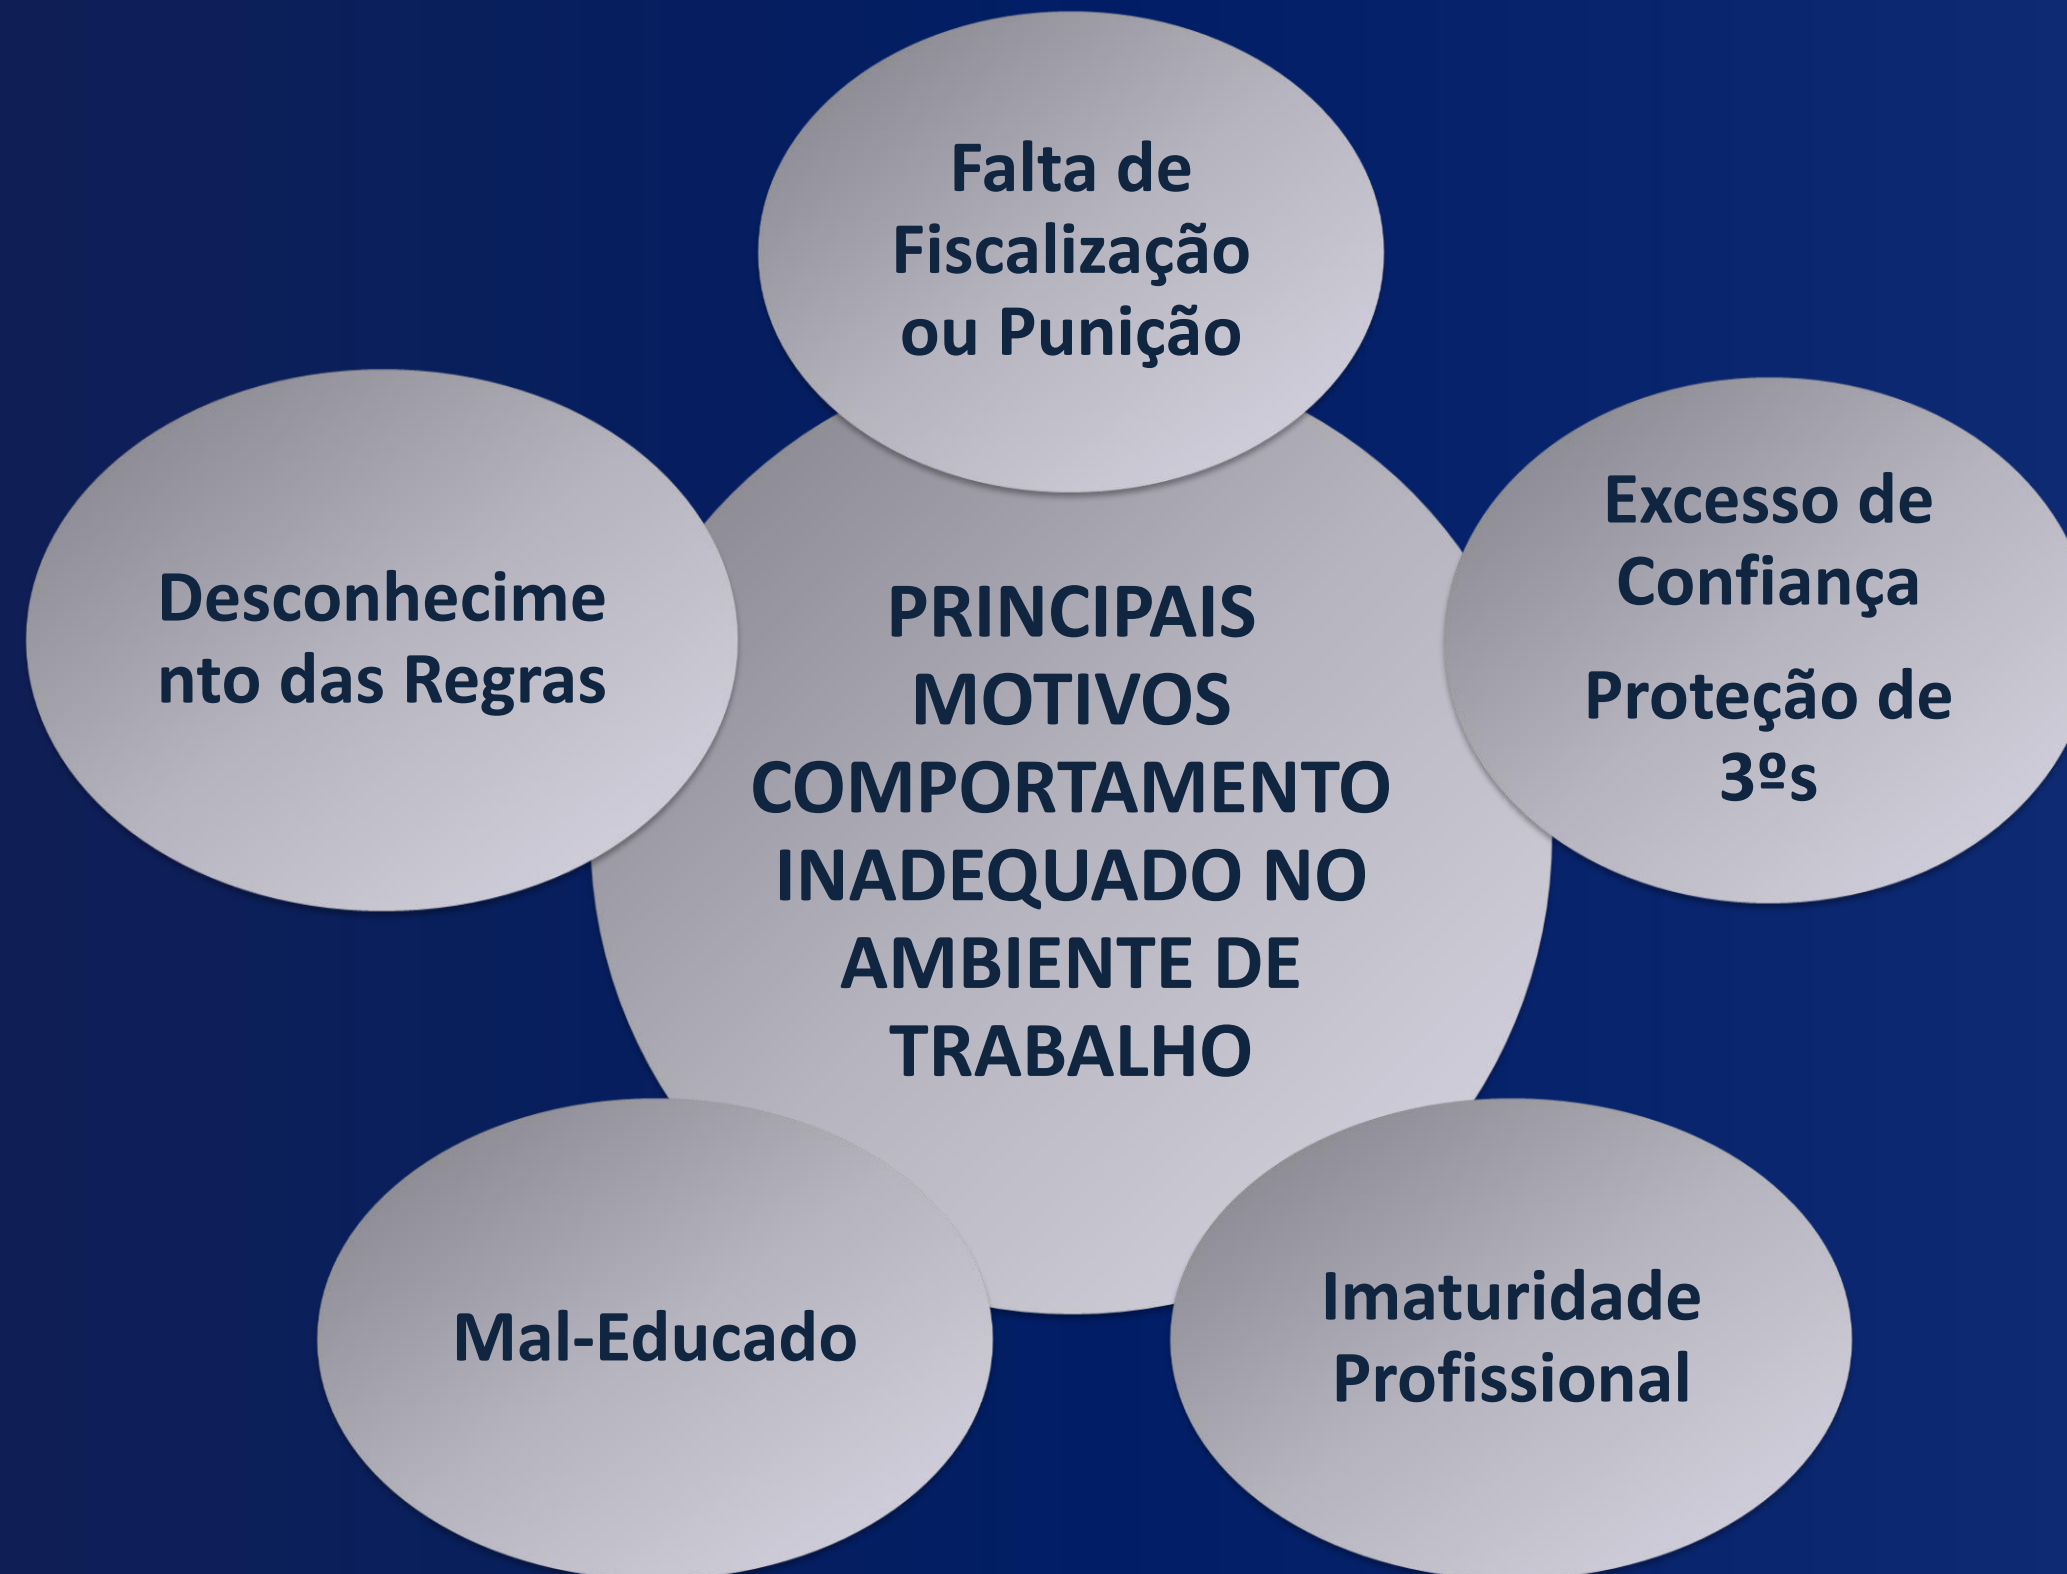 Falta de
Fiscalização
ou Punição
Excesso de
Confiança
Proteção de
3ºs
Desconhecime
nto das Regras
PRINCIPAIS
MOTIVOS
COMPORTAMENTO
INADEQUADO NO
AMBIENTE DE
TRABALHO
Imaturidade
Profissional
Mal-Educado